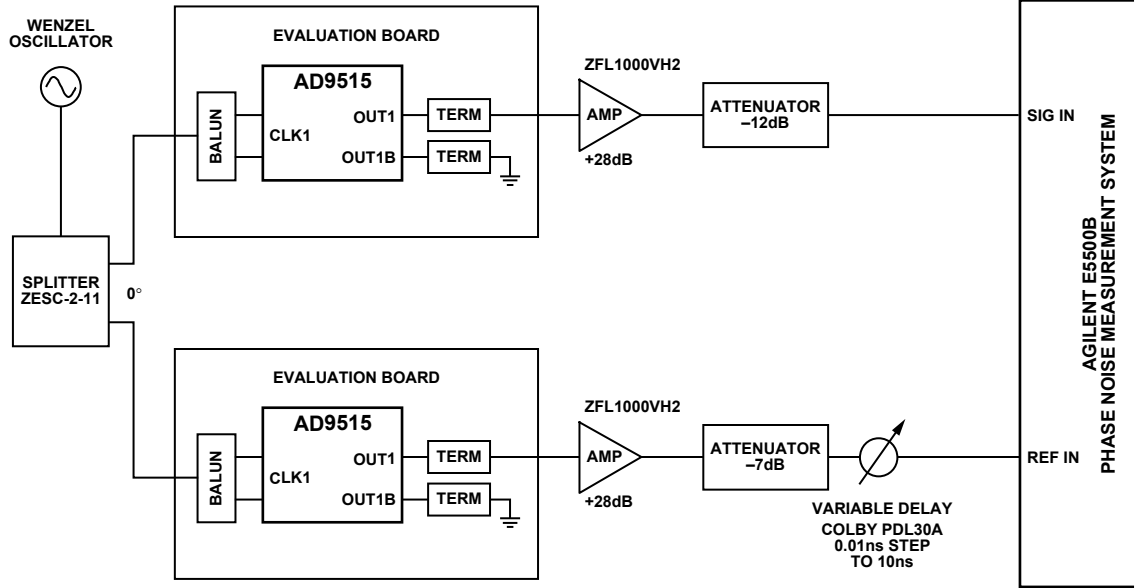 WENZEL
OSCILLATOR
SPLITTER
ZESC-2-11
0°
EVALUATION BOARD
BALUN
AD9515
CLK1
OUT1
OUT1B
TERM
TERM
ZFL1000VH2
AMP
+28dB
ATTENUATOR
–12dB
SIG IN
EVALUATION BOARD
BALUN
AD9515
CLK1
OUT1
OUT1B
TERM
TERM
ZFL1000VH2
AMP
+28dB
ATTENUATOR
–7dB
VARIABLE DELAY
COLBY PDL30A
0.01ns STEP
TO 10ns
REF IN
AGILENT E5500B
PHASE NOISE MEASUREMENT SYSTEM